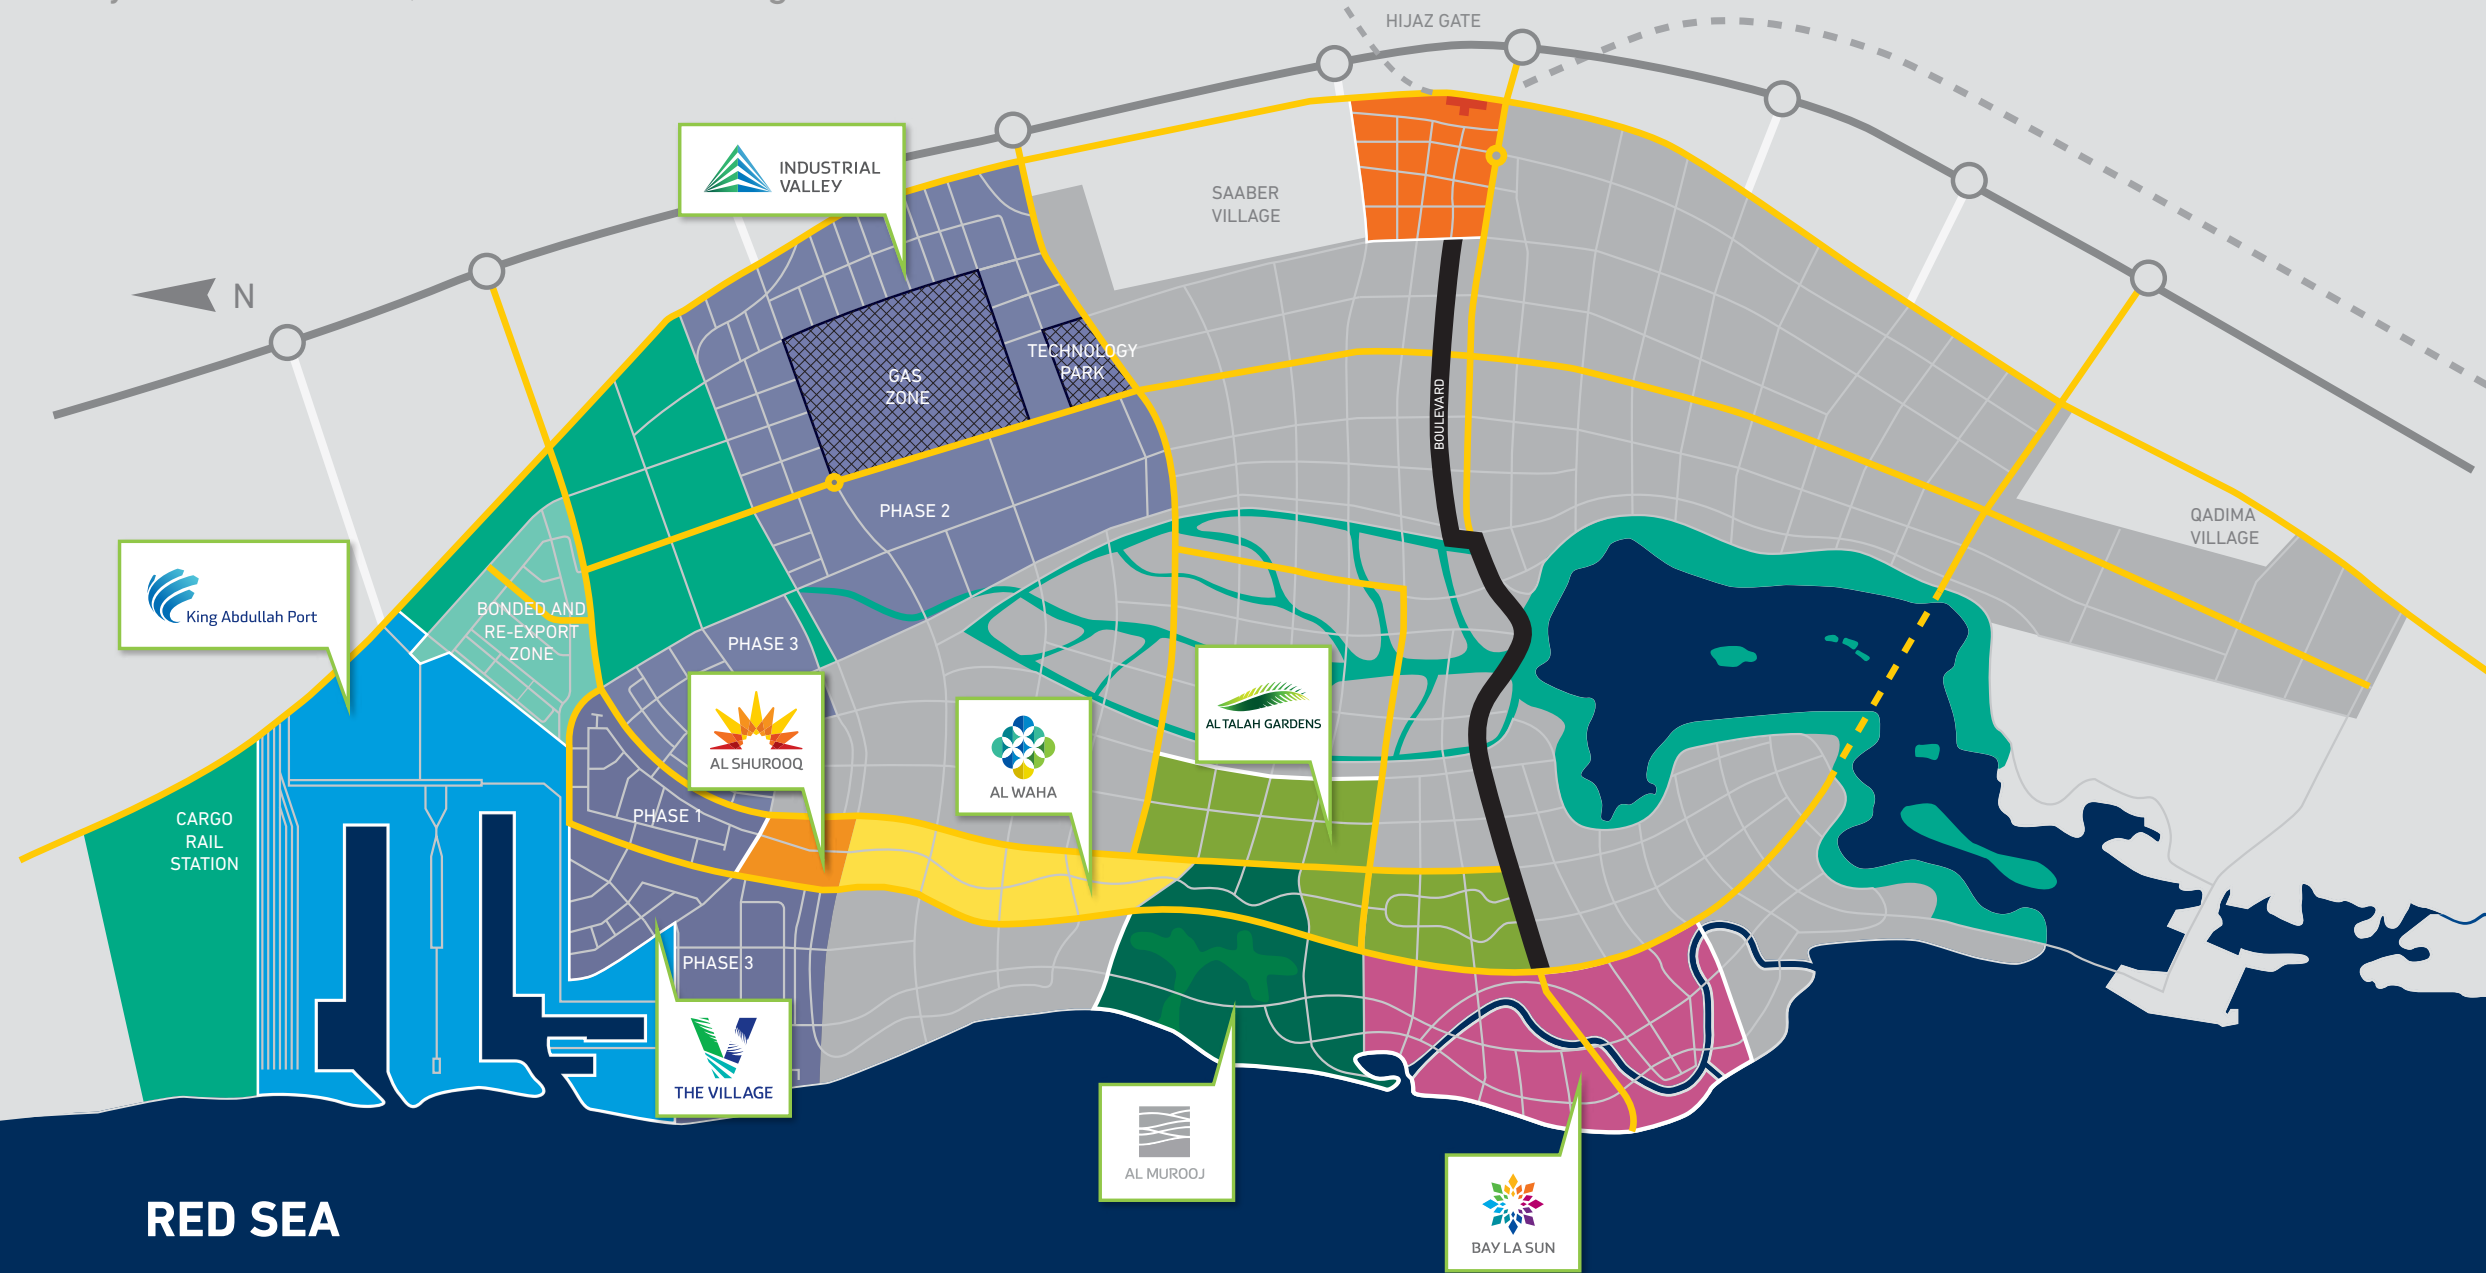 HIJAZ GATE
INDUSTRIAL
VALLEY
SAABER
VILLAGE
N
TECHNOLOGY
PARK
GAS
ZONE
BOULEVARD
PHASE 2
QADIMA
VILLAGE
King Abdullah Port
BONDED AND
RE-EXPORT
ZONE
PHASE 3
AL TALAH GARDENS
AL SHUROOQ
AL WAHA
CARGO
RAIL
STATION
PHASE 1
PHASE 3
THE VILLAGE
AL MUROOJ
RED SEA
BAY LA SUN